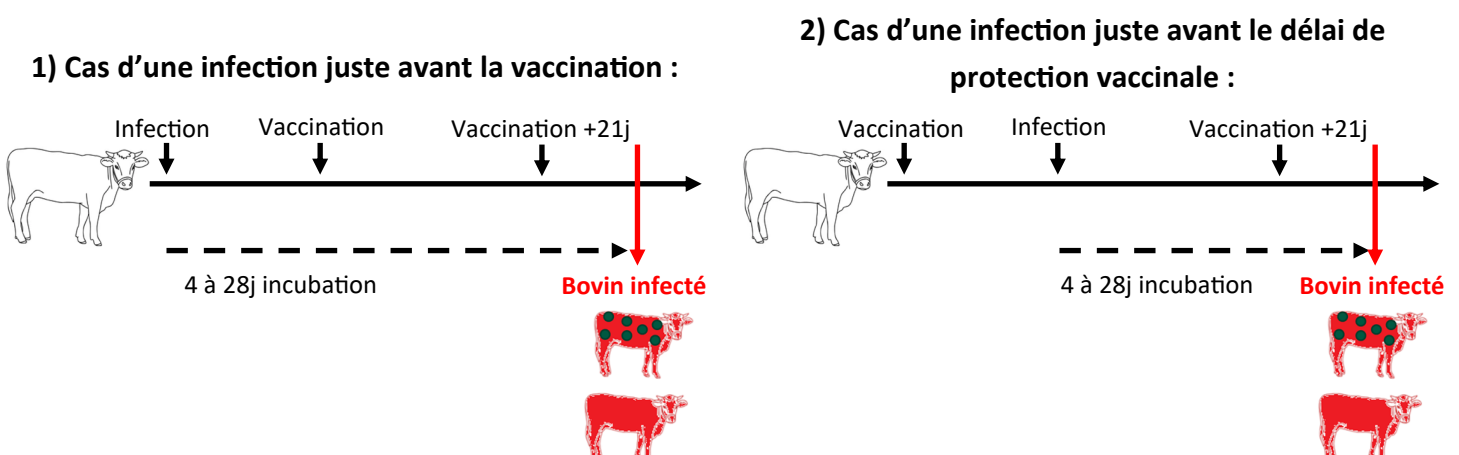 1) Cas d’une infection juste avant la vaccination :
Infection
Vaccination
Vaccination +21j
4 à 28j incubation
Bovin infecté
2) Cas d’une infection juste avant le délai de
protection vaccinale :
Vaccination
Infection
Vaccination +21j
4 à 28j incubation
Bovin infecté